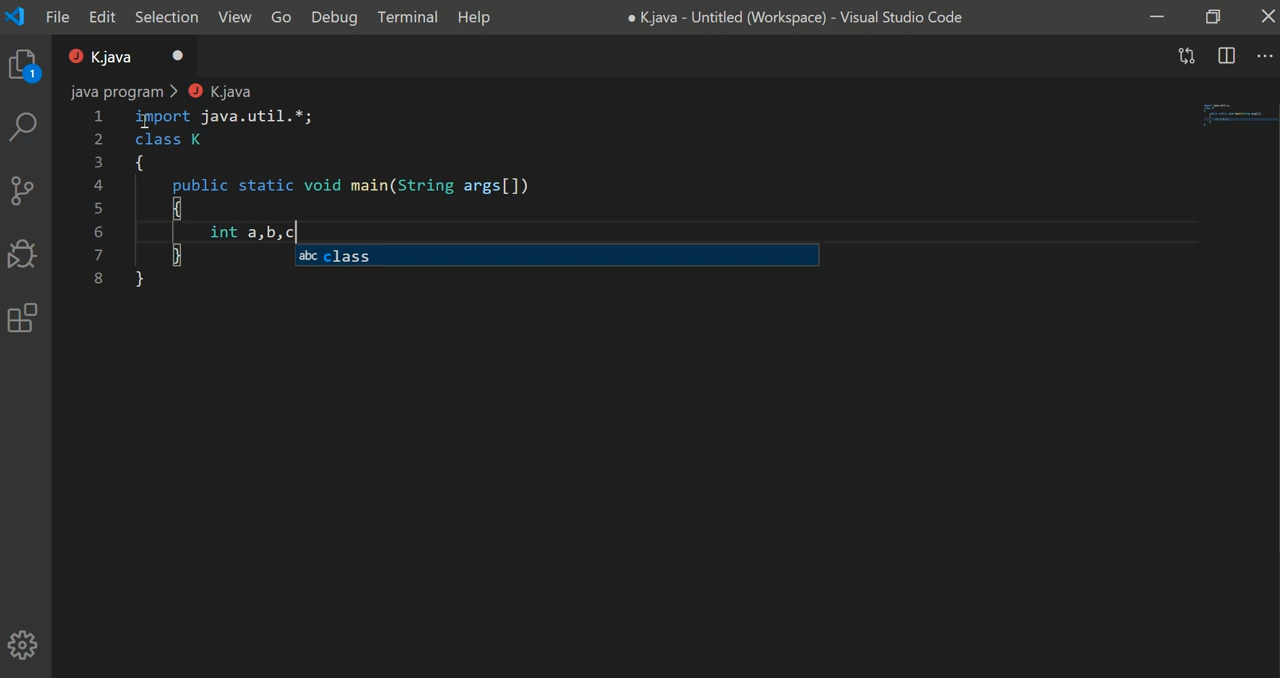 File Edit Selection View Go Debug Terminal Help ● K.java - Untitled (Workspace) - Visual Studio Code
1
J K.java
java program > J K.java
1 import java.util.*;
2 class K
3 {
4 public static void main(String args[])
5 {
6 int a,b,c
7 }
abc class
8 }